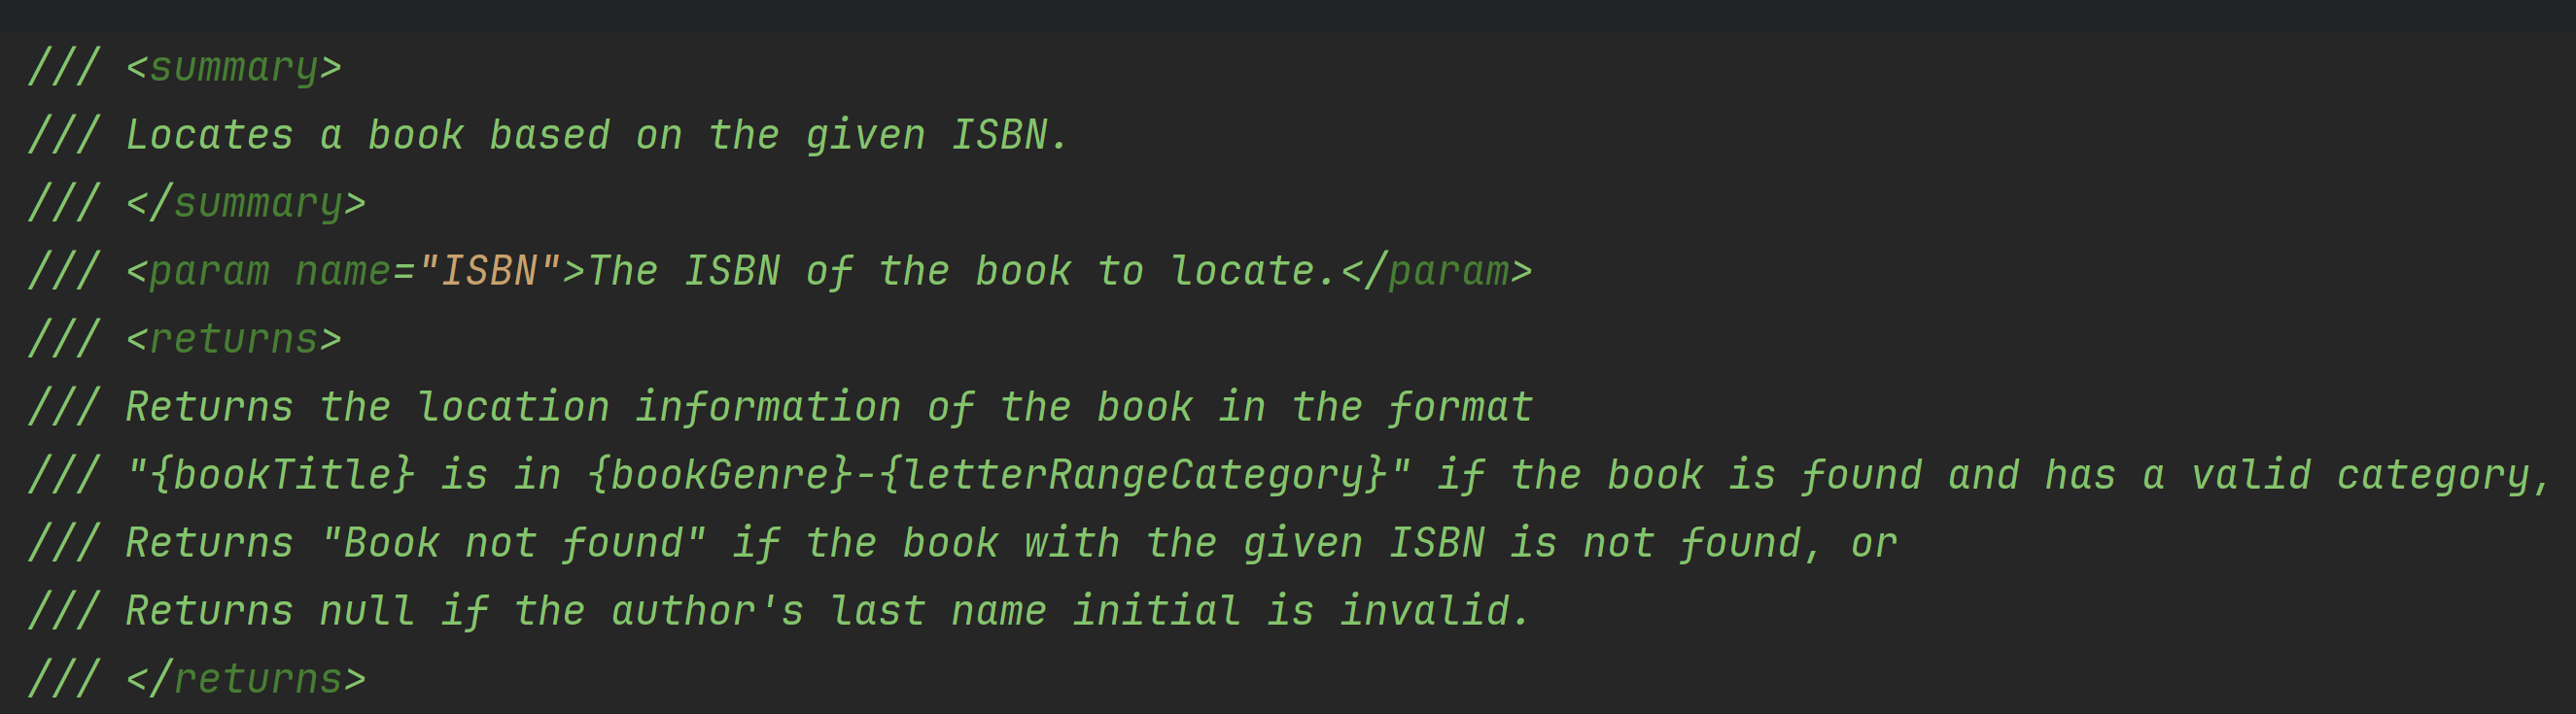 /// <summary>
/// Locates a book based on the given ISBN.
/// </summary>
/// <param name="ISBN">The ISBN of the book to locate.</param>
/// <returns>
/// Returns the location information of the book in the format
/// "{bookTitle} is in {bookGenre}-{letterRangeCategory}" if the book is found and has a valid category,
/// Returns "Book not found" if the book with the given ISBN is not found, or
/// Returns null if the author's last name initial is invalid.
/// </returns>